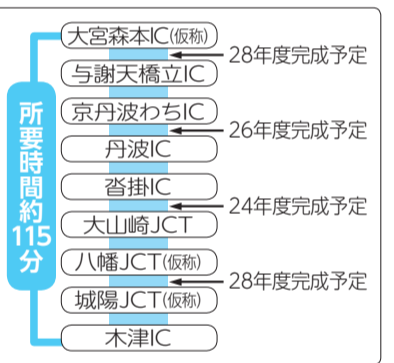 大宮森本IC(仮称)
28年度完成予定
与謝天橋立IC
京丹波わちIC
26年度完成予定
丹波IC
沓掛IC
24年度完成予定
大山崎JCT
八幡JCT(仮称)
28年度完成予定
城陽JCT(仮称)
木津IC
所要時間約115分